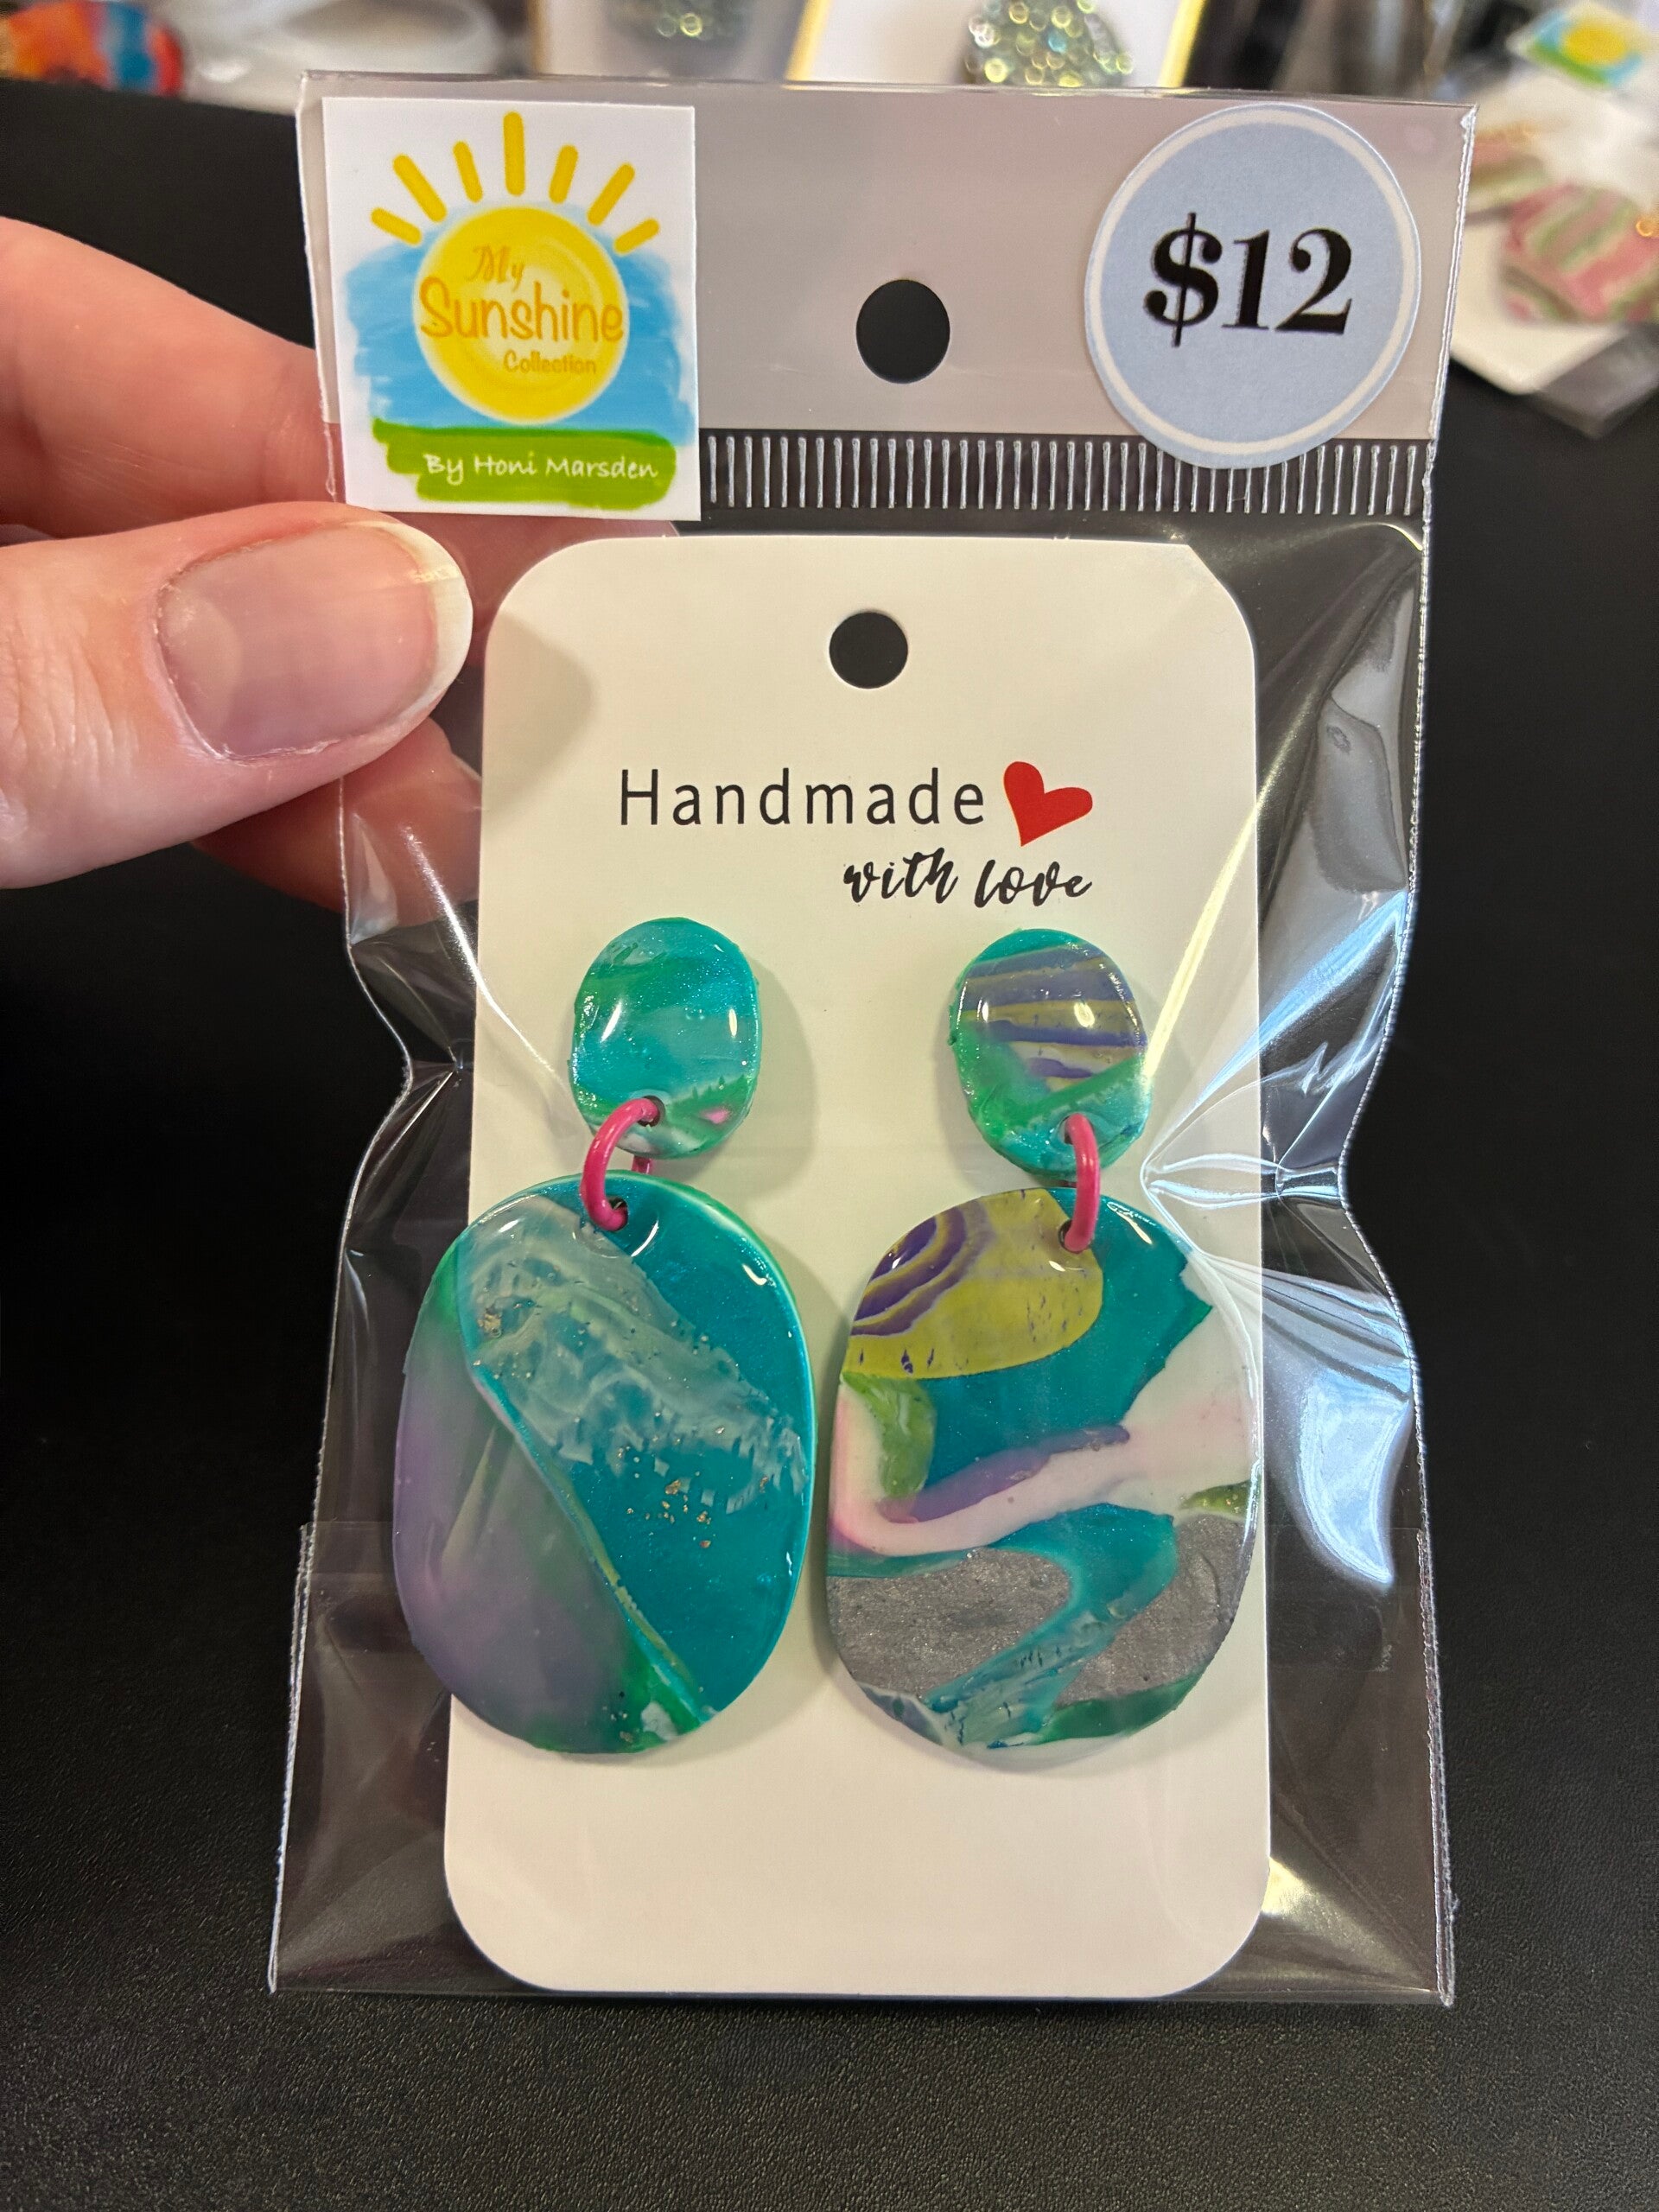 My
Sunshine
Collection
By Honi Marsden
$12
Handmade
with love